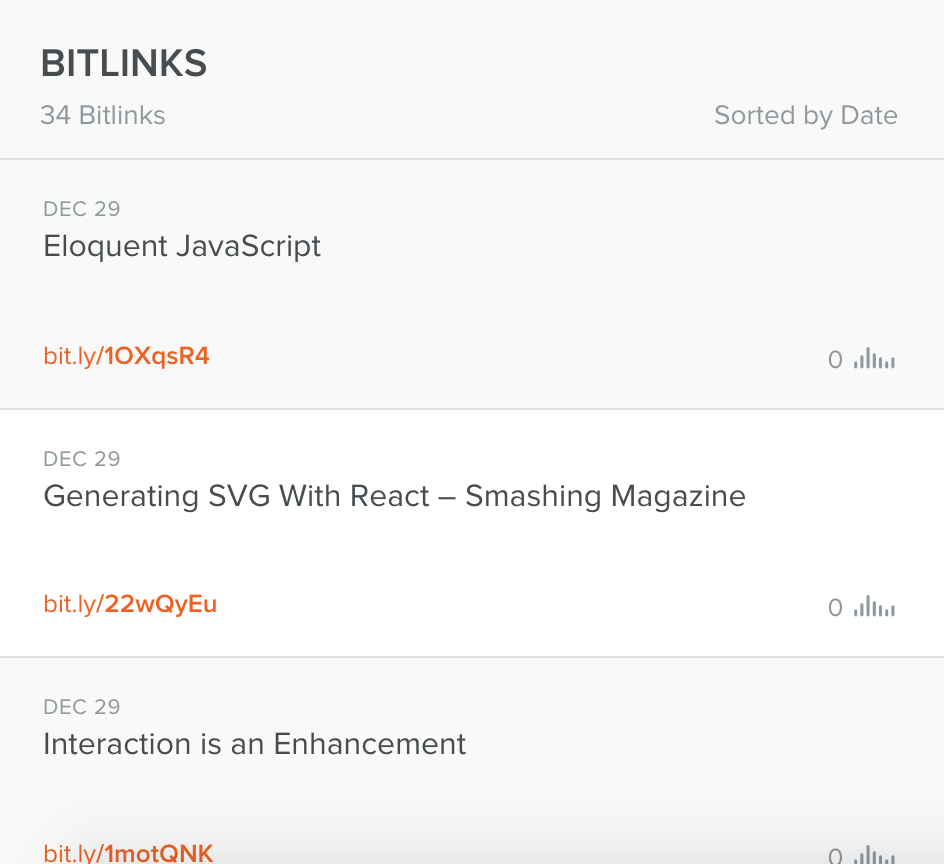 BITLINKS
34 Bitlinks Sorted by Date
DEC 29
Eloquent JavaScript
bit.ly/1OXqsR4 0
DEC 29
Generating SVG With React – Smashing Magazine
bit.ly/22wQyEu 0
DEC 29
Interaction is an Enhancement
bit.ly/1motQNK 0